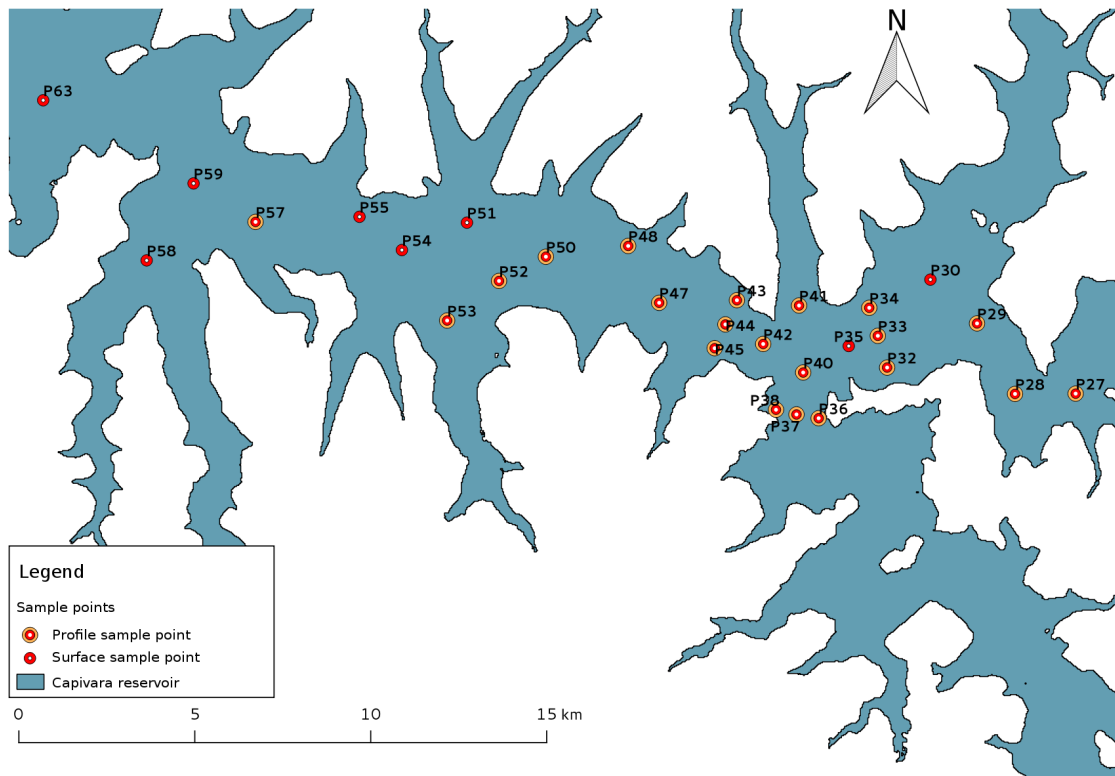 N
P63
P59
P58
P57
P55
P54
P51
P52
P53
P50
P48
P47
P43
P44
P45
P42
P41
P40
P34
P33
P35
P32
P30
P29
P28
P27
P38
P37
P36
Legend
Sample points
Profile sample point
Surface sample point
Capivara reservoir
0 5 10 15 km